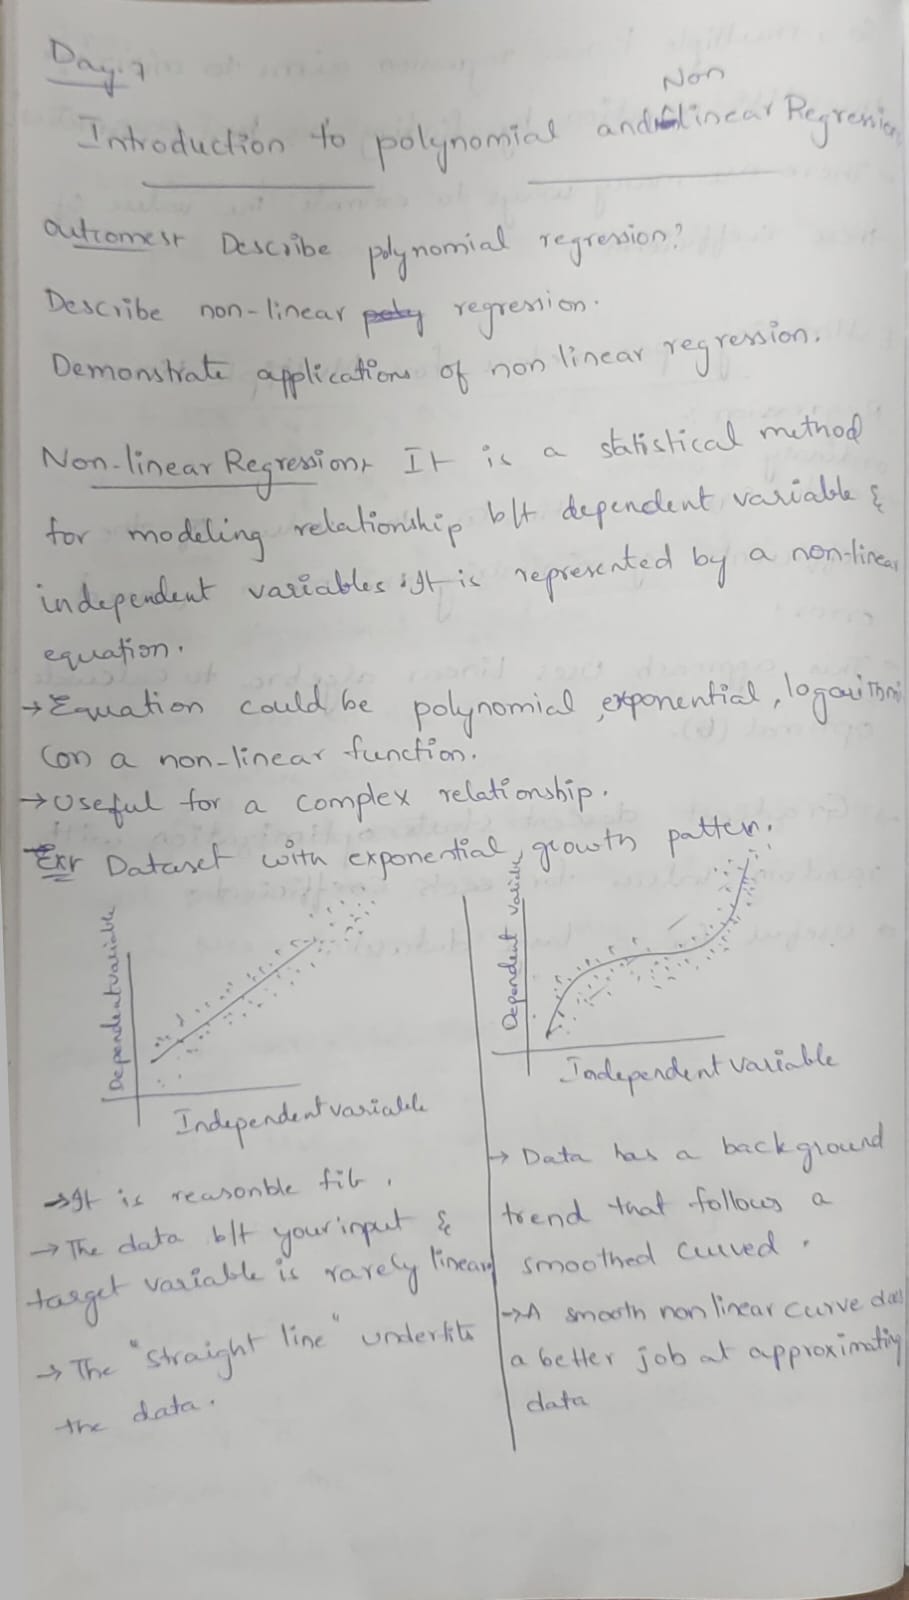 Day-7
Non
Introduction to polynomial and linear Regression
Outcomes:- Describe polynomial regression?
Describe non-linear poly regression.
Demonstrate applications of non linear regression.
Non-linear Regression:- It is a statistical method
for modeling relationship b/t dependent variable &
independent variables. It is represented by a non-linear
equation.
→ Equation could be polynomial, exponential, logarithmi
(or) a non-linear function.
→ Useful for a complex relationship.
Ex:- Dataset with exponential growth patten.
Dependent variable
Independent variable
→ It is reasonble fit.
→ The data b/t your input &
target variable is rarely linear
→ The "straight line" underfits
the data.
Dependent variable
Independent variable
→ Data has a background
trend that follows a
smoothed curved.
→ A smooth non linear curve does
a better job at approximating
data